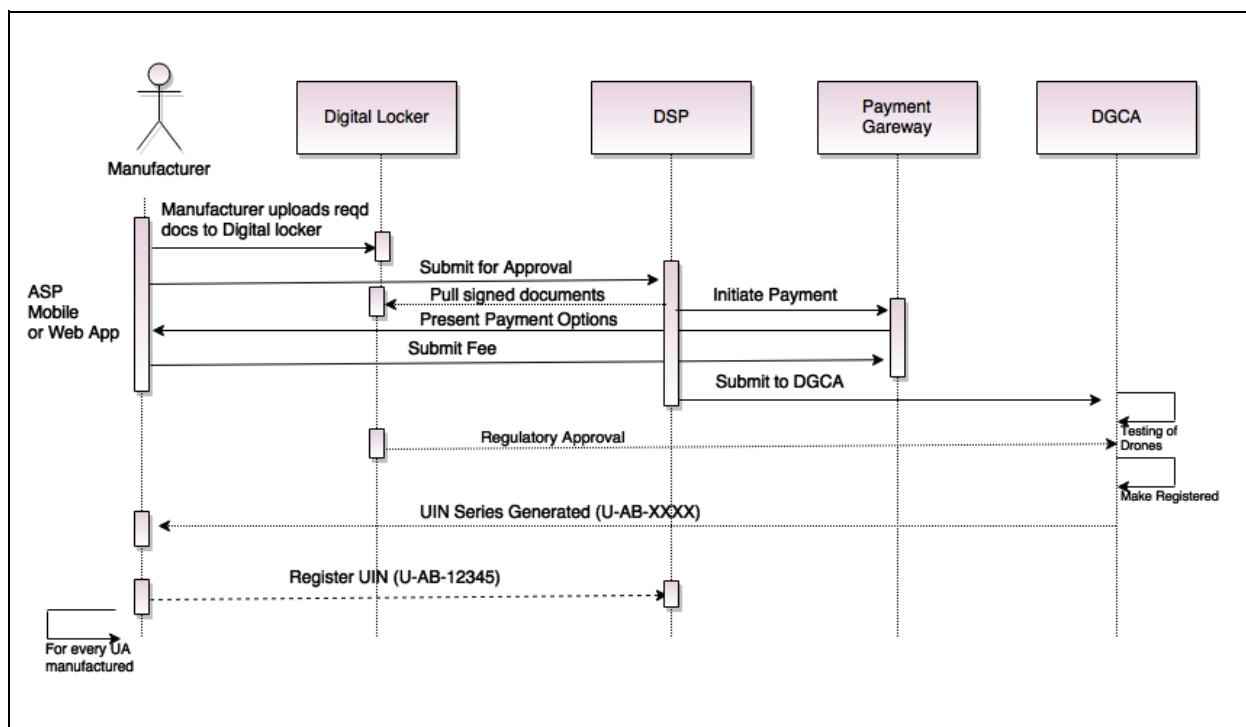 Digital Locker
DSP
Payment
Gareway
DGCA
Manufacturer
Manufacturer uploads reqd
docs to Digital locker
Submit for Approval
ASP
Mobile
or Web App
Pull signed documents
Initiate Payment
Present Payment Options
Submit Fee
Submit to DGCA
Testing of
Drones
Regulatory Approval
Make Registered
UIN Series Generated (U-AB-XXXX)
Register UIN (U-AB-12345)
For every UA
manufactured